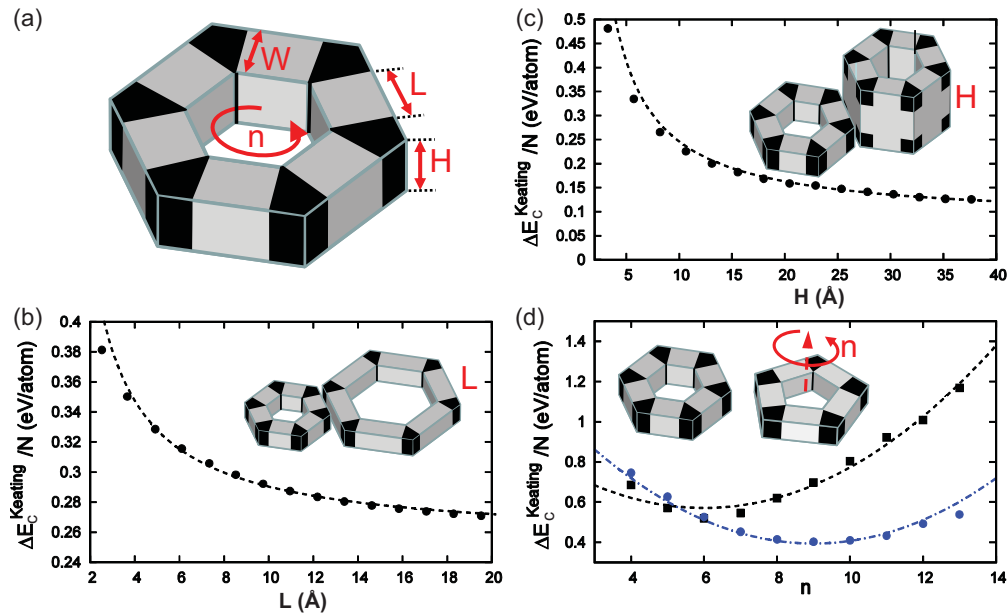 (a)
W
L
n
H
(b)
0.4
0.38
0.36
0.34
0.32
0.3
0.28
0.26
0.24
ΔE_C^Keating/N (eV/atom)
L
2 4 6 8 10 12 14 16 18 20
L (Å)
(c)
0.5
0.45
0.4
0.35
0.3
0.25
0.2
0.15
0.1
0.05
0
ΔE_C^Keating/N (eV/atom)
H
5 10 15 20 25 30 35 40
H (Å)
(d)
1.4
1.2
1
0.8
0.6
0.4
ΔE_C^Keating/N (eV/atom)
n
4 6 8 10 12 14
n